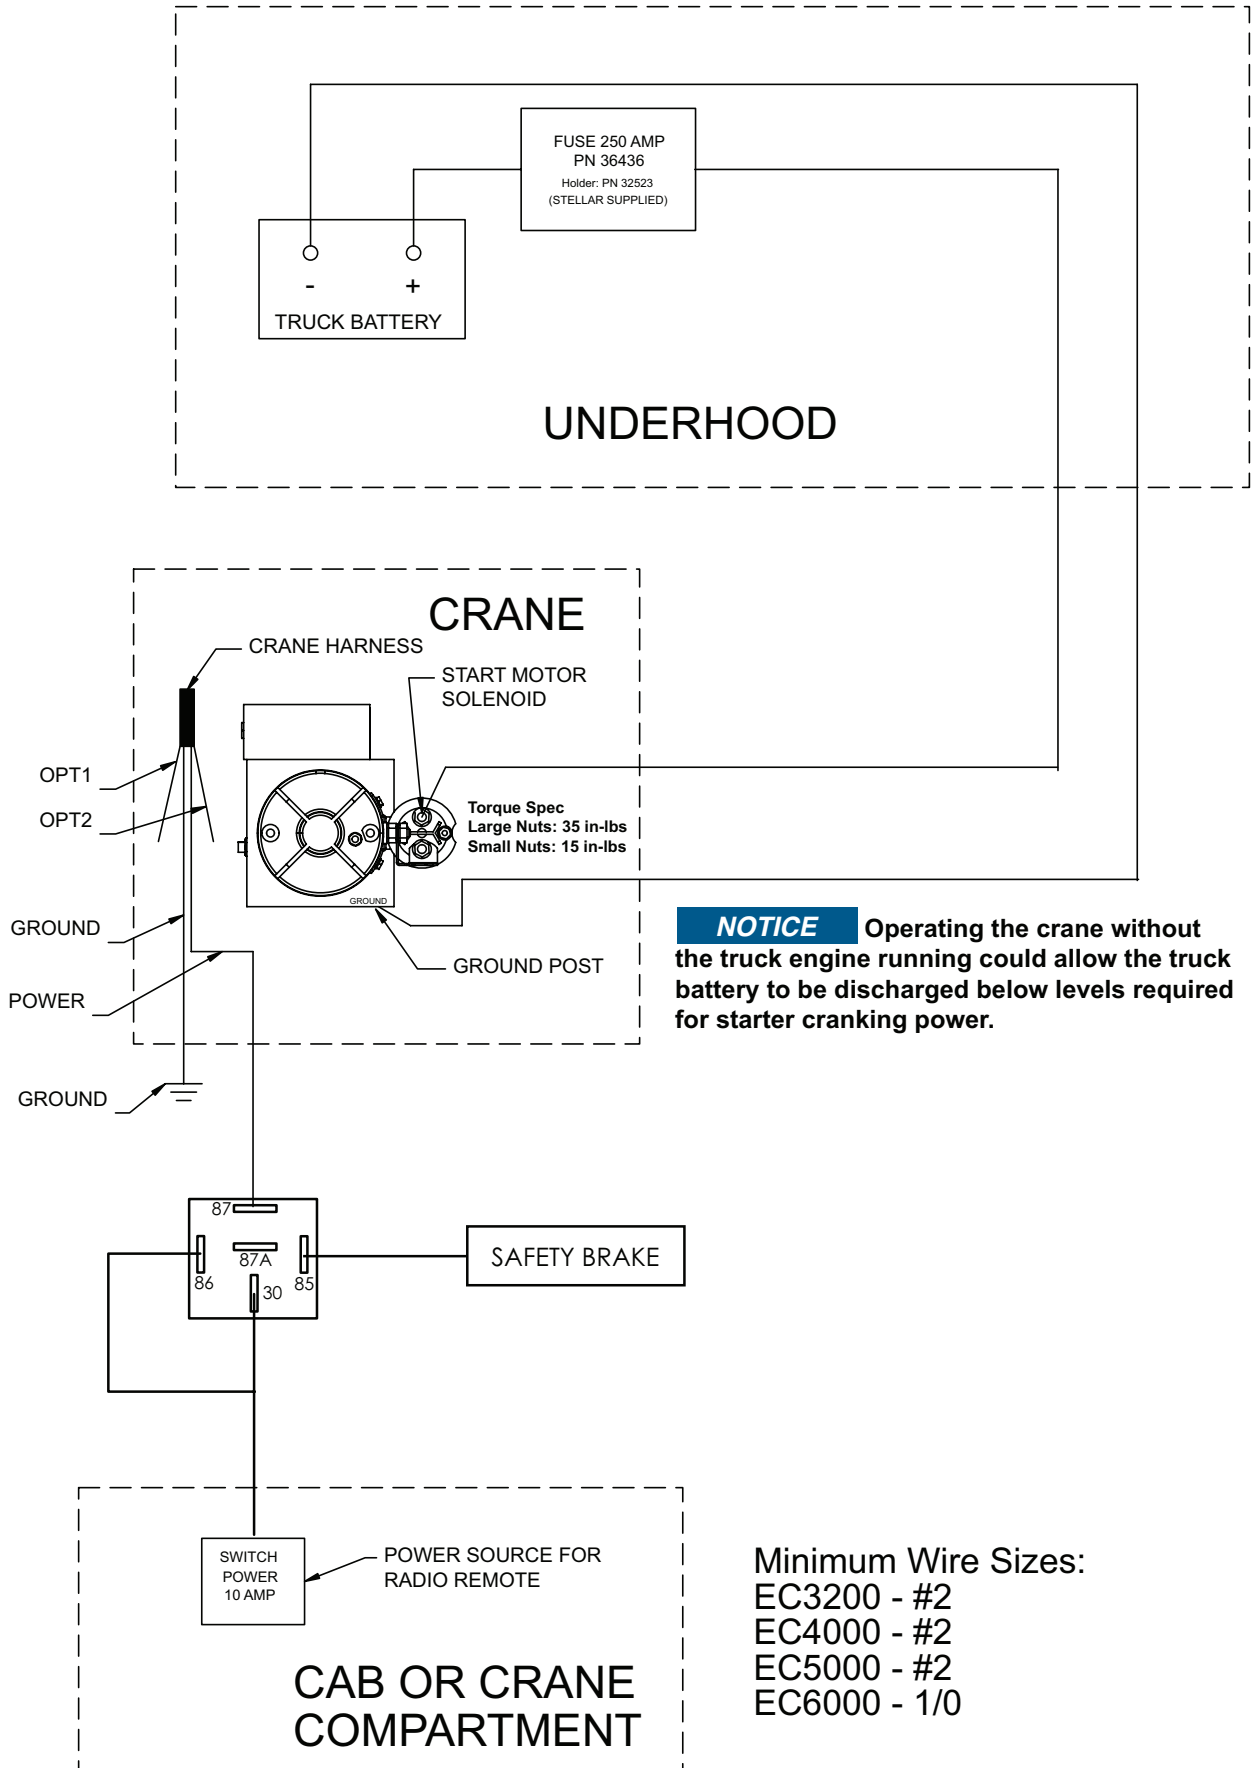 FUSE 250 AMP
PN 36436
Holder: PN 32523
(STELLAR SUPPLIED)
- +
TRUCK BATTERY
UNDERHOOD
CRANE
CRANE HARNESS
START MOTOR
SOLENOID
OPT1
OPT2
Torque Spec
Large Nuts: 35 in-lbs
Small Nuts: 15 in-lbs
GROUND
GROUND
GROUND POST
POWER
NOTICE Operating the crane without
the truck engine running could allow the truck
battery to be discharged below levels required
for starter cranking power.
GROUND
87
87A
86
85
30
SAFETY BRAKE
SWITCH
POWER
10 AMP
POWER SOURCE FOR
RADIO REMOTE
CAB OR CRANE
COMPARTMENT
Minimum Wire Sizes:
EC3200 - #2
EC4000 - #2
EC5000 - #2
EC6000 - 1/0